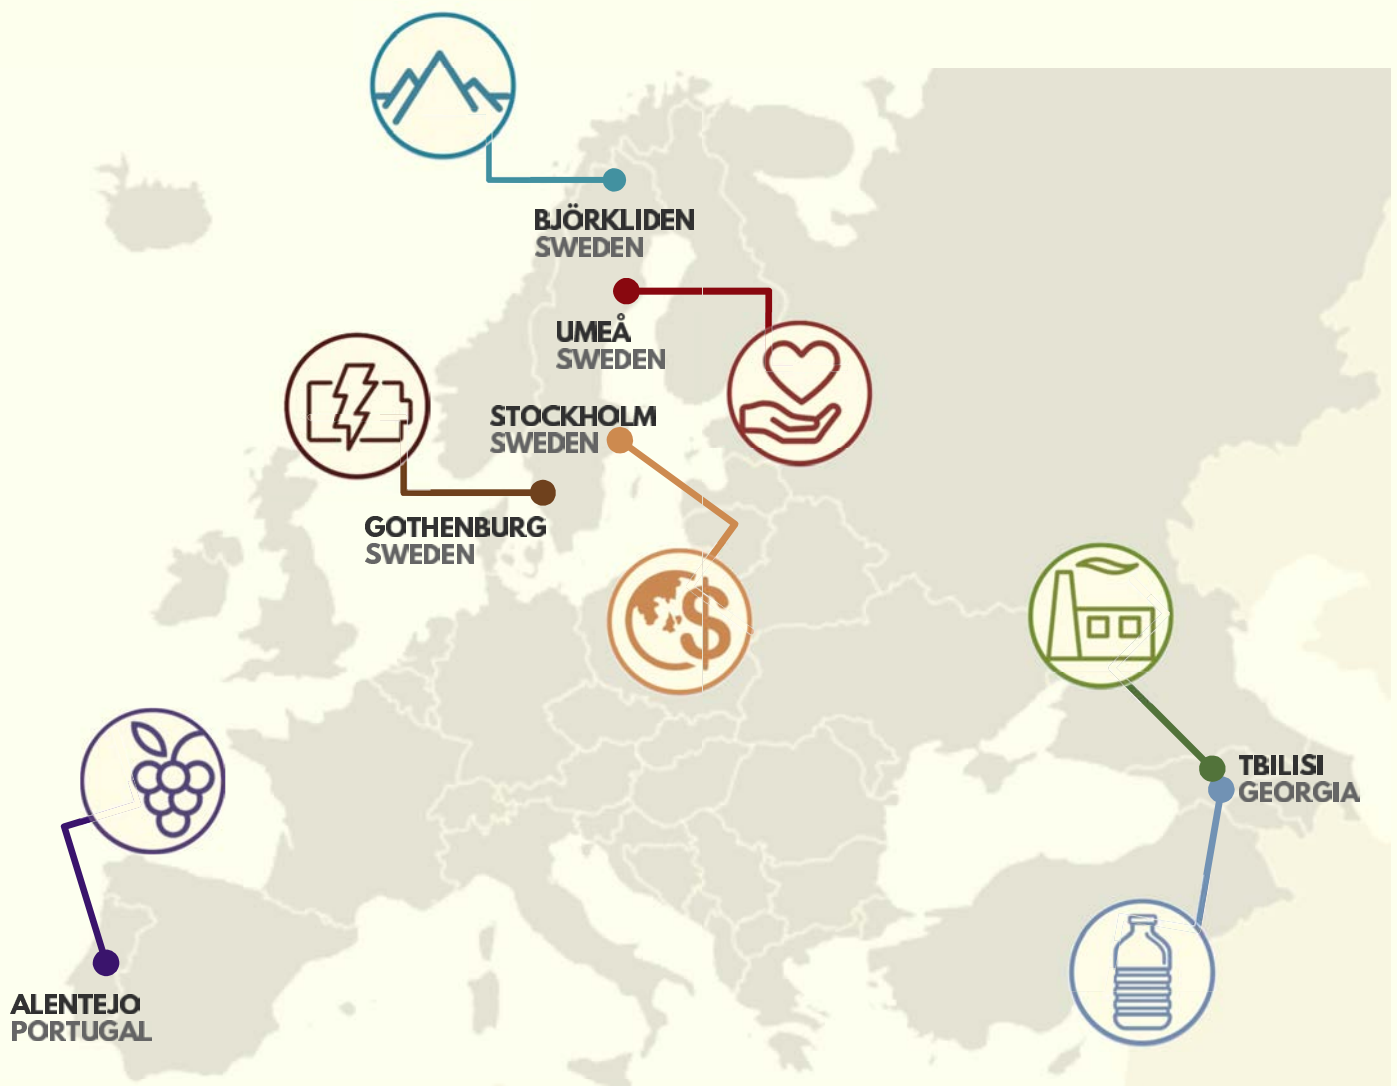 BJÖRKLIDEN
SWEDEN
UMEÅ
SWEDEN
STOCKHOLM
SWEDEN
GOTHENBURG
SWEDEN
$
TBILISI
GEORGIA
ALENTEJO
PORTUGAL